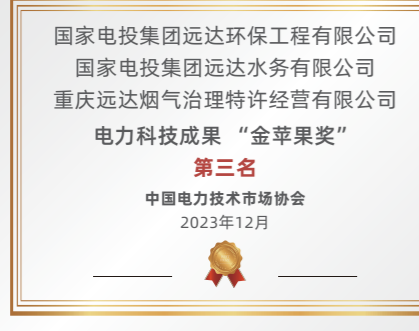 国家电投集团远达环保工程有限公司
国家电投集团远达水务有限公司
重庆远达烟气治理特许经营有限公司
电力科技成果 “金苹果奖”
第三名
中国电力技术市场协会
2023年12月